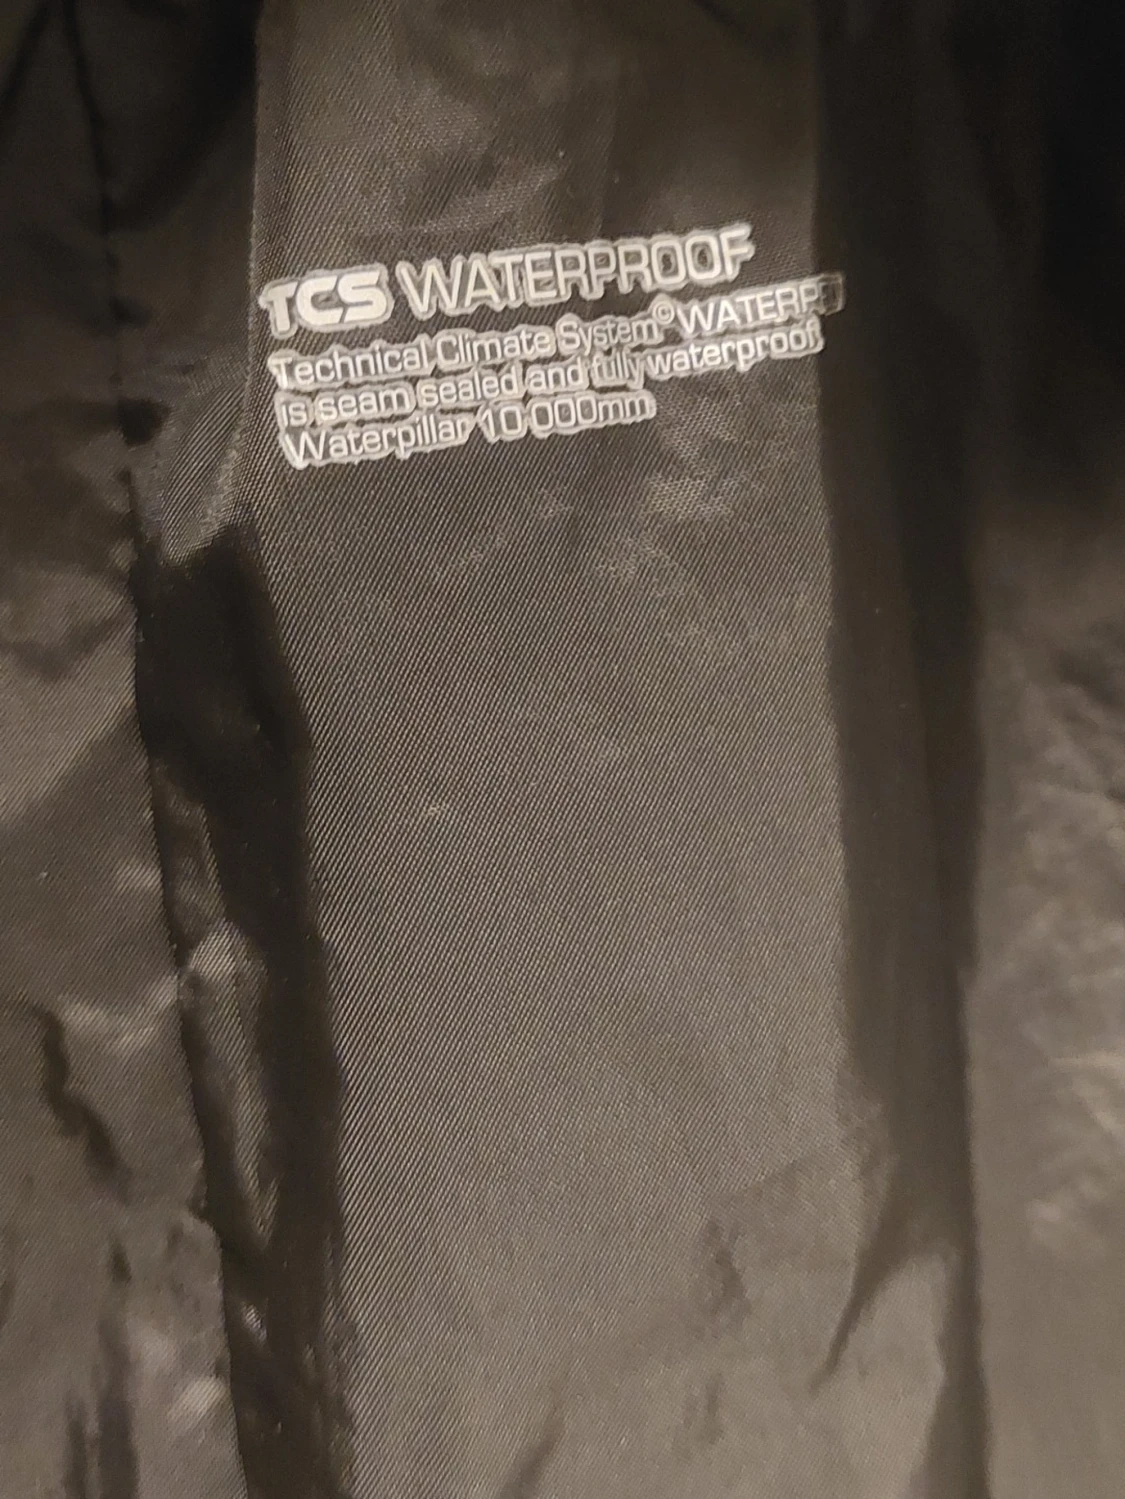 TCS WATERPROOF
Technical Climate System© WATERP
is seam sealed and fully waterproof
Waterpillar 10 000mm